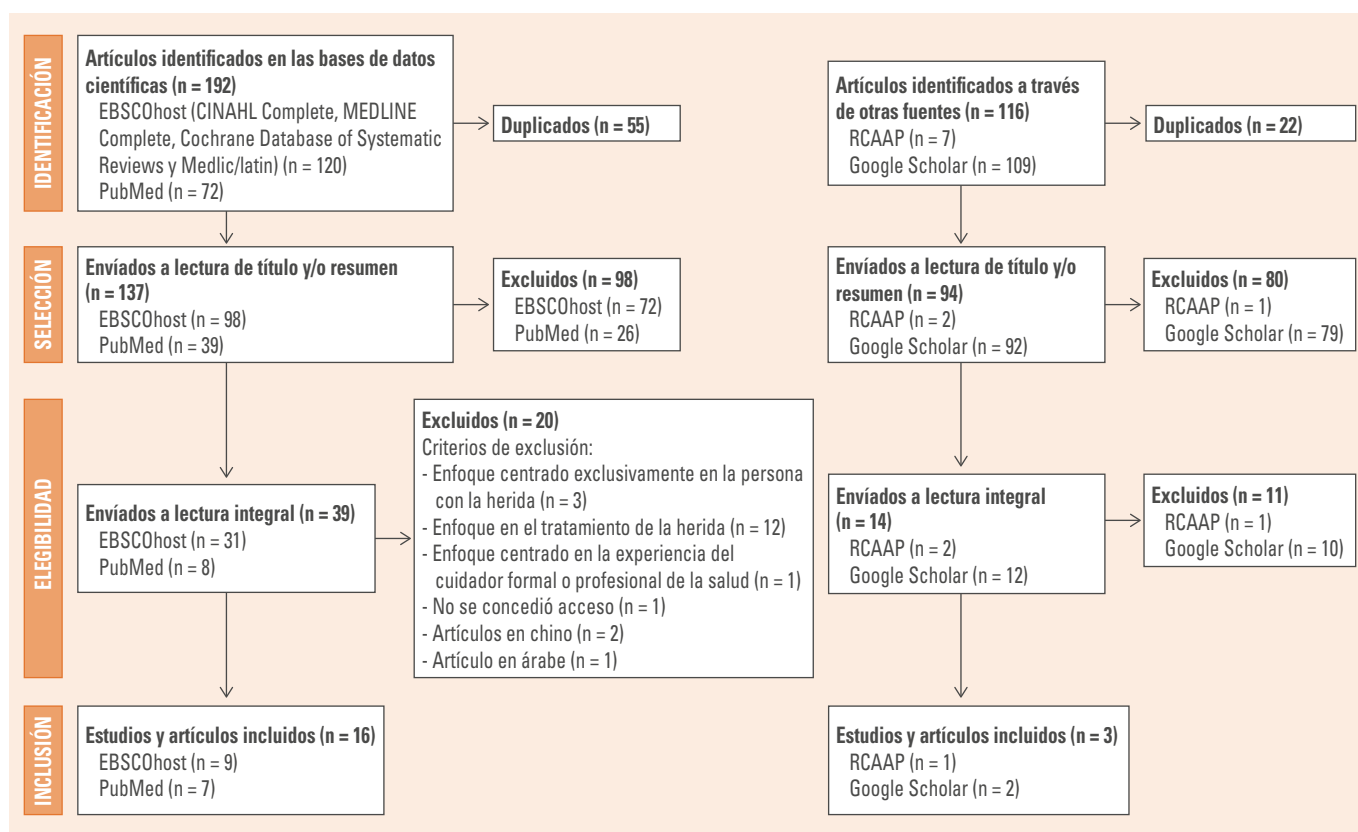 IDENTIFICACIÓN
Artículos identificados en las bases de datos
científicas (n = 192)
EBSCOhost (CINAHL Complete, MEDLINE
Complete, Cochrane Database of Systematic
Reviews y Medlic/latin) (n = 120)
PubMed (n = 72)
Duplicados (n = 55)
Artículos identificados a través
de otras fuentes (n = 116)
RCAAP (n = 7)
Google Scholar (n = 109)
Duplicados (n = 22)
SELECCIÓN
Envíados a lectura de título y/o resumen
(n = 137)
EBSCOhost (n = 98)
PubMed (n = 39)
Excluidos (n = 98)
EBSCOhost (n = 72)
PubMed (n = 26)
Envíados a lectura de título y/o
resumen (n = 94)
RCAAP (n = 2)
Google Scholar (n = 92)
Excluidos (n = 80)
RCAAP (n = 1)
Google Scholar (n = 79)
ELEGIBILIDAD
Envíados a lectura integral (n = 39)
EBSCOhost (n = 31)
PubMed (n = 8)
Excluidos (n = 20)
Criterios de exclusión:
- Enfoque centrado exclusivamente en la persona
con la herida (n = 3)
- Enfoque en el tratamiento de la herida (n = 12)
- Enfoque centrado en la experiencia del
cuidador formal o profesional de la salud (n = 1)
- No se concedió acceso (n = 1)
- Artículos en chino (n = 2)
- Artículo en árabe (n = 1)
Envíados a lectura integral
(n = 14)
RCAAP (n = 2)
Google Scholar (n = 12)
Excluidos (n = 11)
RCAAP (n = 1)
Google Scholar (n = 10)
INCLUSIÓN
Estudios y artículos incluidos (n = 16)
EBSCOhost (n = 9)
PubMed (n = 7)
Estudios y artículos incluidos (n = 3)
RCAAP (n = 1)
Google Scholar (n = 2)